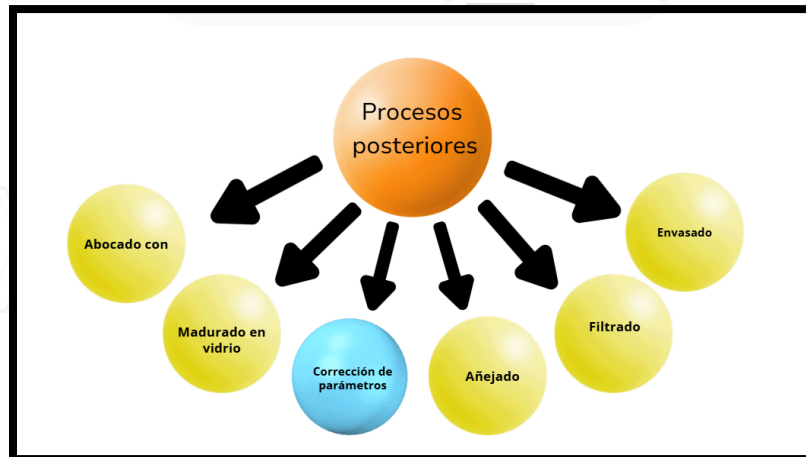 Procesos
posteriores
Abocado con
Madurado en
vidrio
Corrección de
parámetros
Añejado
Filtrado
Envasado